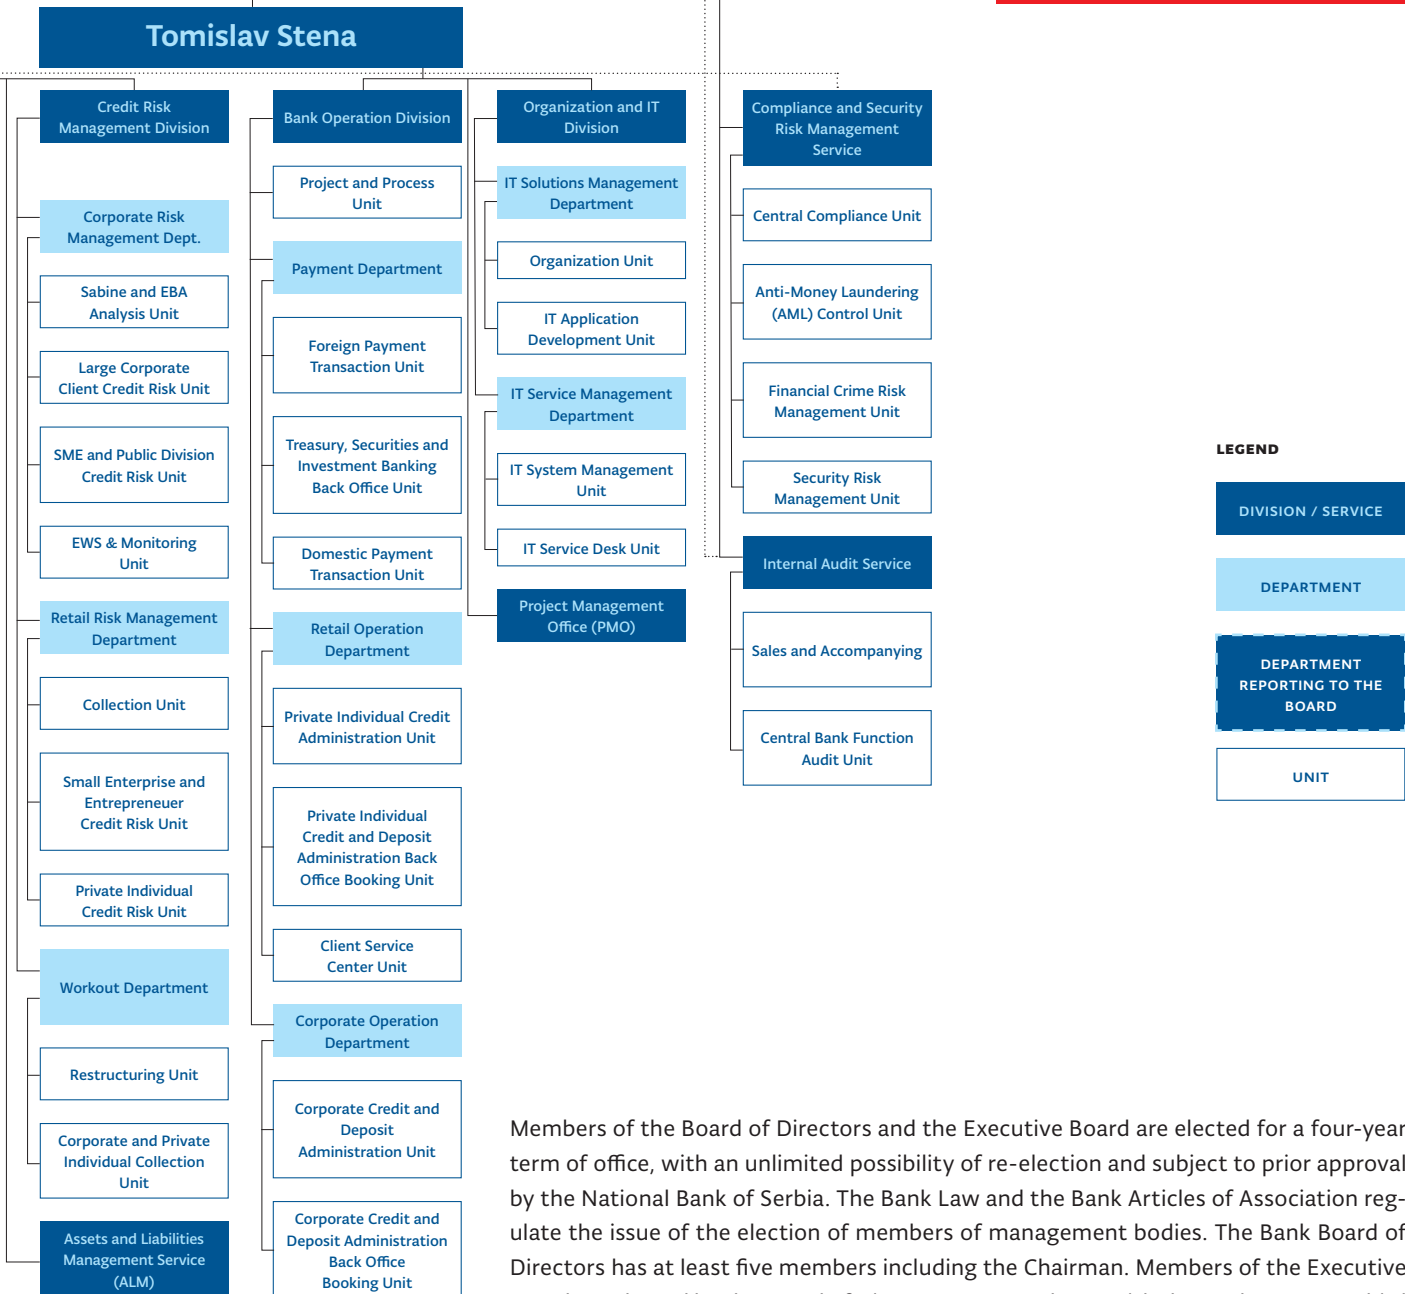 Tomislav Stena
Credit Risk
Management Division
Corporate Risk
Management Dept.
Sabine and EBA
Analysis Unit
Large Corporate
Client Credit Risk Unit
SME and Public Division
Credit Risk Unit
EWS & Monitoring
Unit
Retail Risk Management
Department
Collection Unit
Small Enterprise and
Entrepreneuer
Credit Risk Unit
Private Individual
Credit Risk Unit
Workout Department
Restructuring Unit
Corporate and Private
Individual Collection
Unit
Assets and Liabilities
Management Service
(ALM)
Bank Operation Division
Project and Process
Unit
Payment Department
Foreign Payment
Transaction Unit
Treasury, Securities and
Investment Banking
Back Office Unit
Domestic Payment
Transaction Unit
Retail Operation
Department
Private Individual Credit
Administration Unit
Private Individual
Credit and Deposit
Administration Back
Office Booking Unit
Client Service
Center Unit
Corporate Operation
Department
Corporate Credit and
Deposit
Administration Unit
Corporate Credit and
Deposit Administration
Back Office
Booking Unit
Organization and IT
Division
IT Solutions Management
Department
Organization Unit
IT Application
Development Unit
IT Service Management
Department
IT System Management
Unit
IT Service Desk Unit
Project Management
Office (PMO)
Compliance and Security
Risk Management
Service
Central Compliance Unit
Anti-Money Laundering
(AML) Control Unit
Financial Crime Risk
Management Unit
Security Risk
Management Unit
Internal Audit Service
Sales and Accompanying
Central Bank Function
Audit Unit
LEGEND
DIVISION / SERVICE
DEPARTMENT
DEPARTMENT
REPORTING TO THE
BOARD
UNIT
Members of the Board of Directors and the Executive Board are elected for a four-year
term of office, with an unlimited possibility of re-election and subject to prior approval
by the National Bank of Serbia. The Bank Law and the Bank Articles of Association reg-
ulate the issue of the election of members of management bodies. The Bank Board of
Directors has at least five members including the Chairman. Members of the Executive